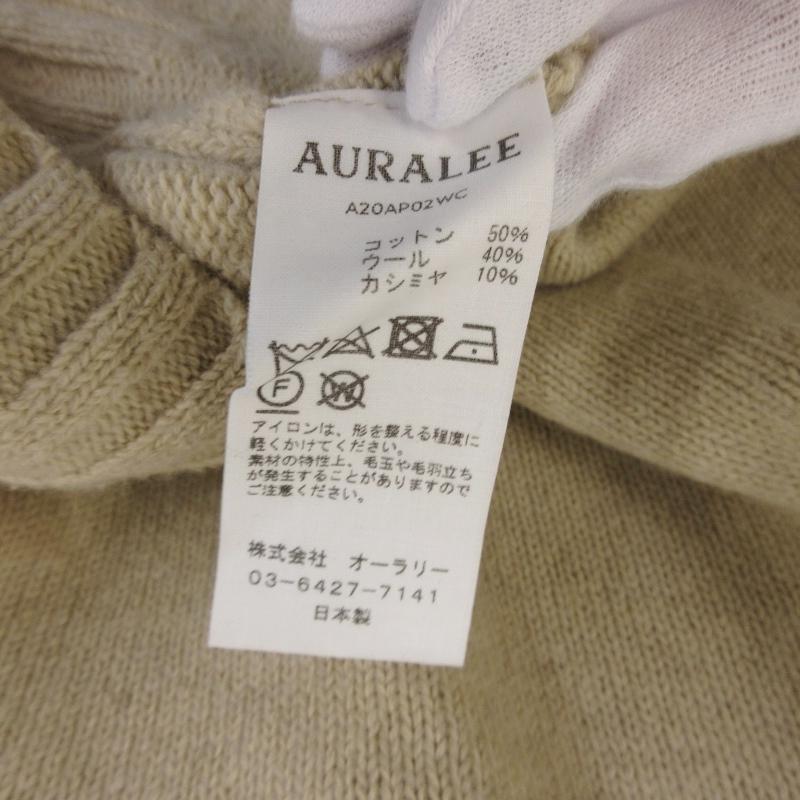 AURALEE
A20AP02WC
コットン 50%
ウール 40%
カシミヤ 10%
F W
アイロンは、形を整える程度に
軽くかけてください。
素材の特性上、毛玉や毛羽立ち
が発生することがありますので
ご注意ください。
株式会社 オーラリー
03-6427-7141
日本製